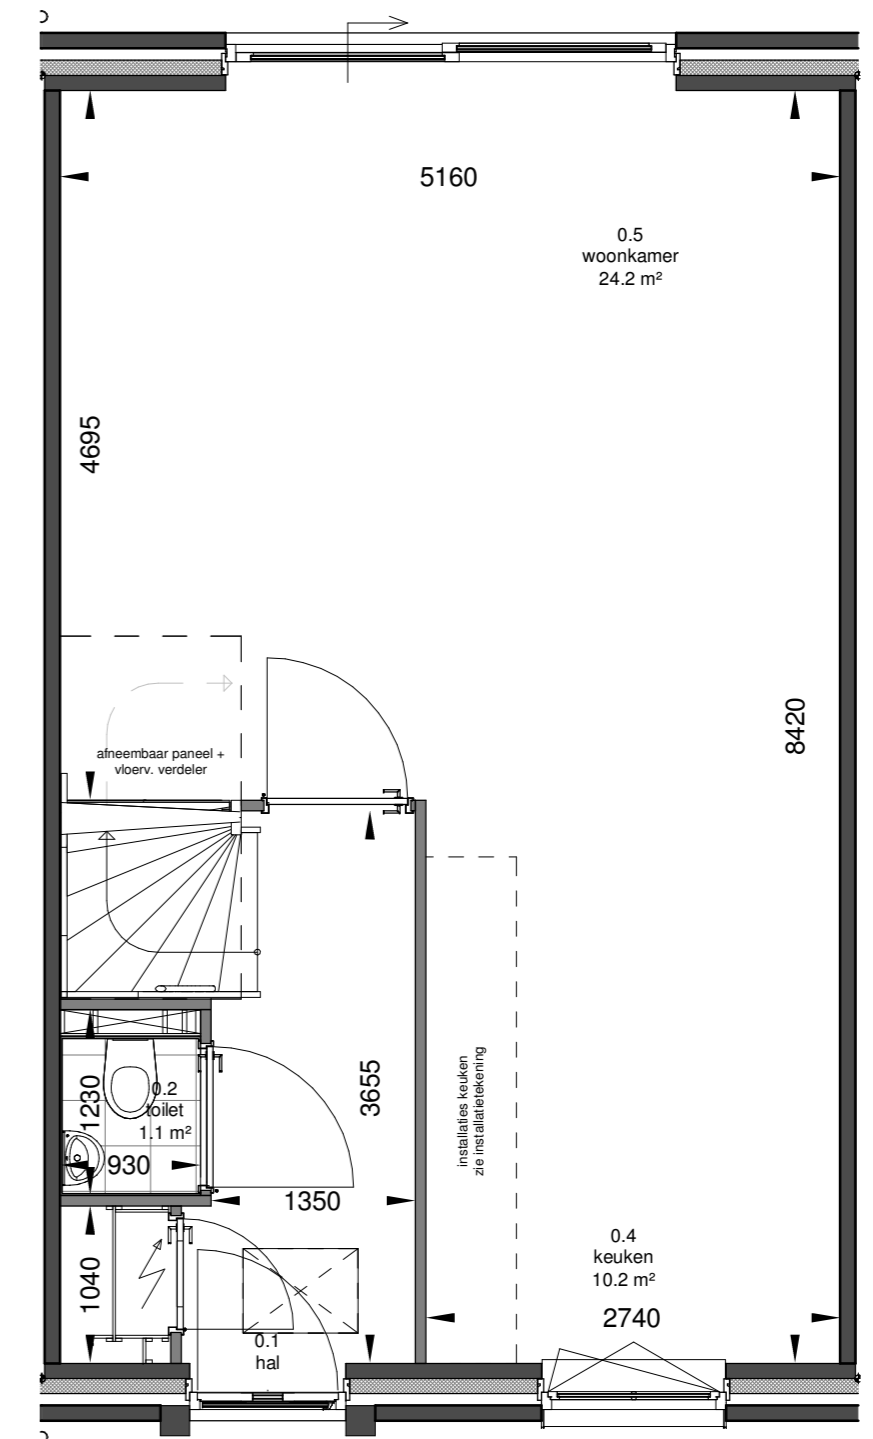 5160
0.5
woonkamer
24.2 m²
4695
8420
afneembaar paneel +
vloerv. verdeler
3655
installaties keuken
zie installatietekening
1230
0.2
toilet
1.1 m²
930
1350
1040
0.4
keuken
10.2 m²
2740
0.1
hal